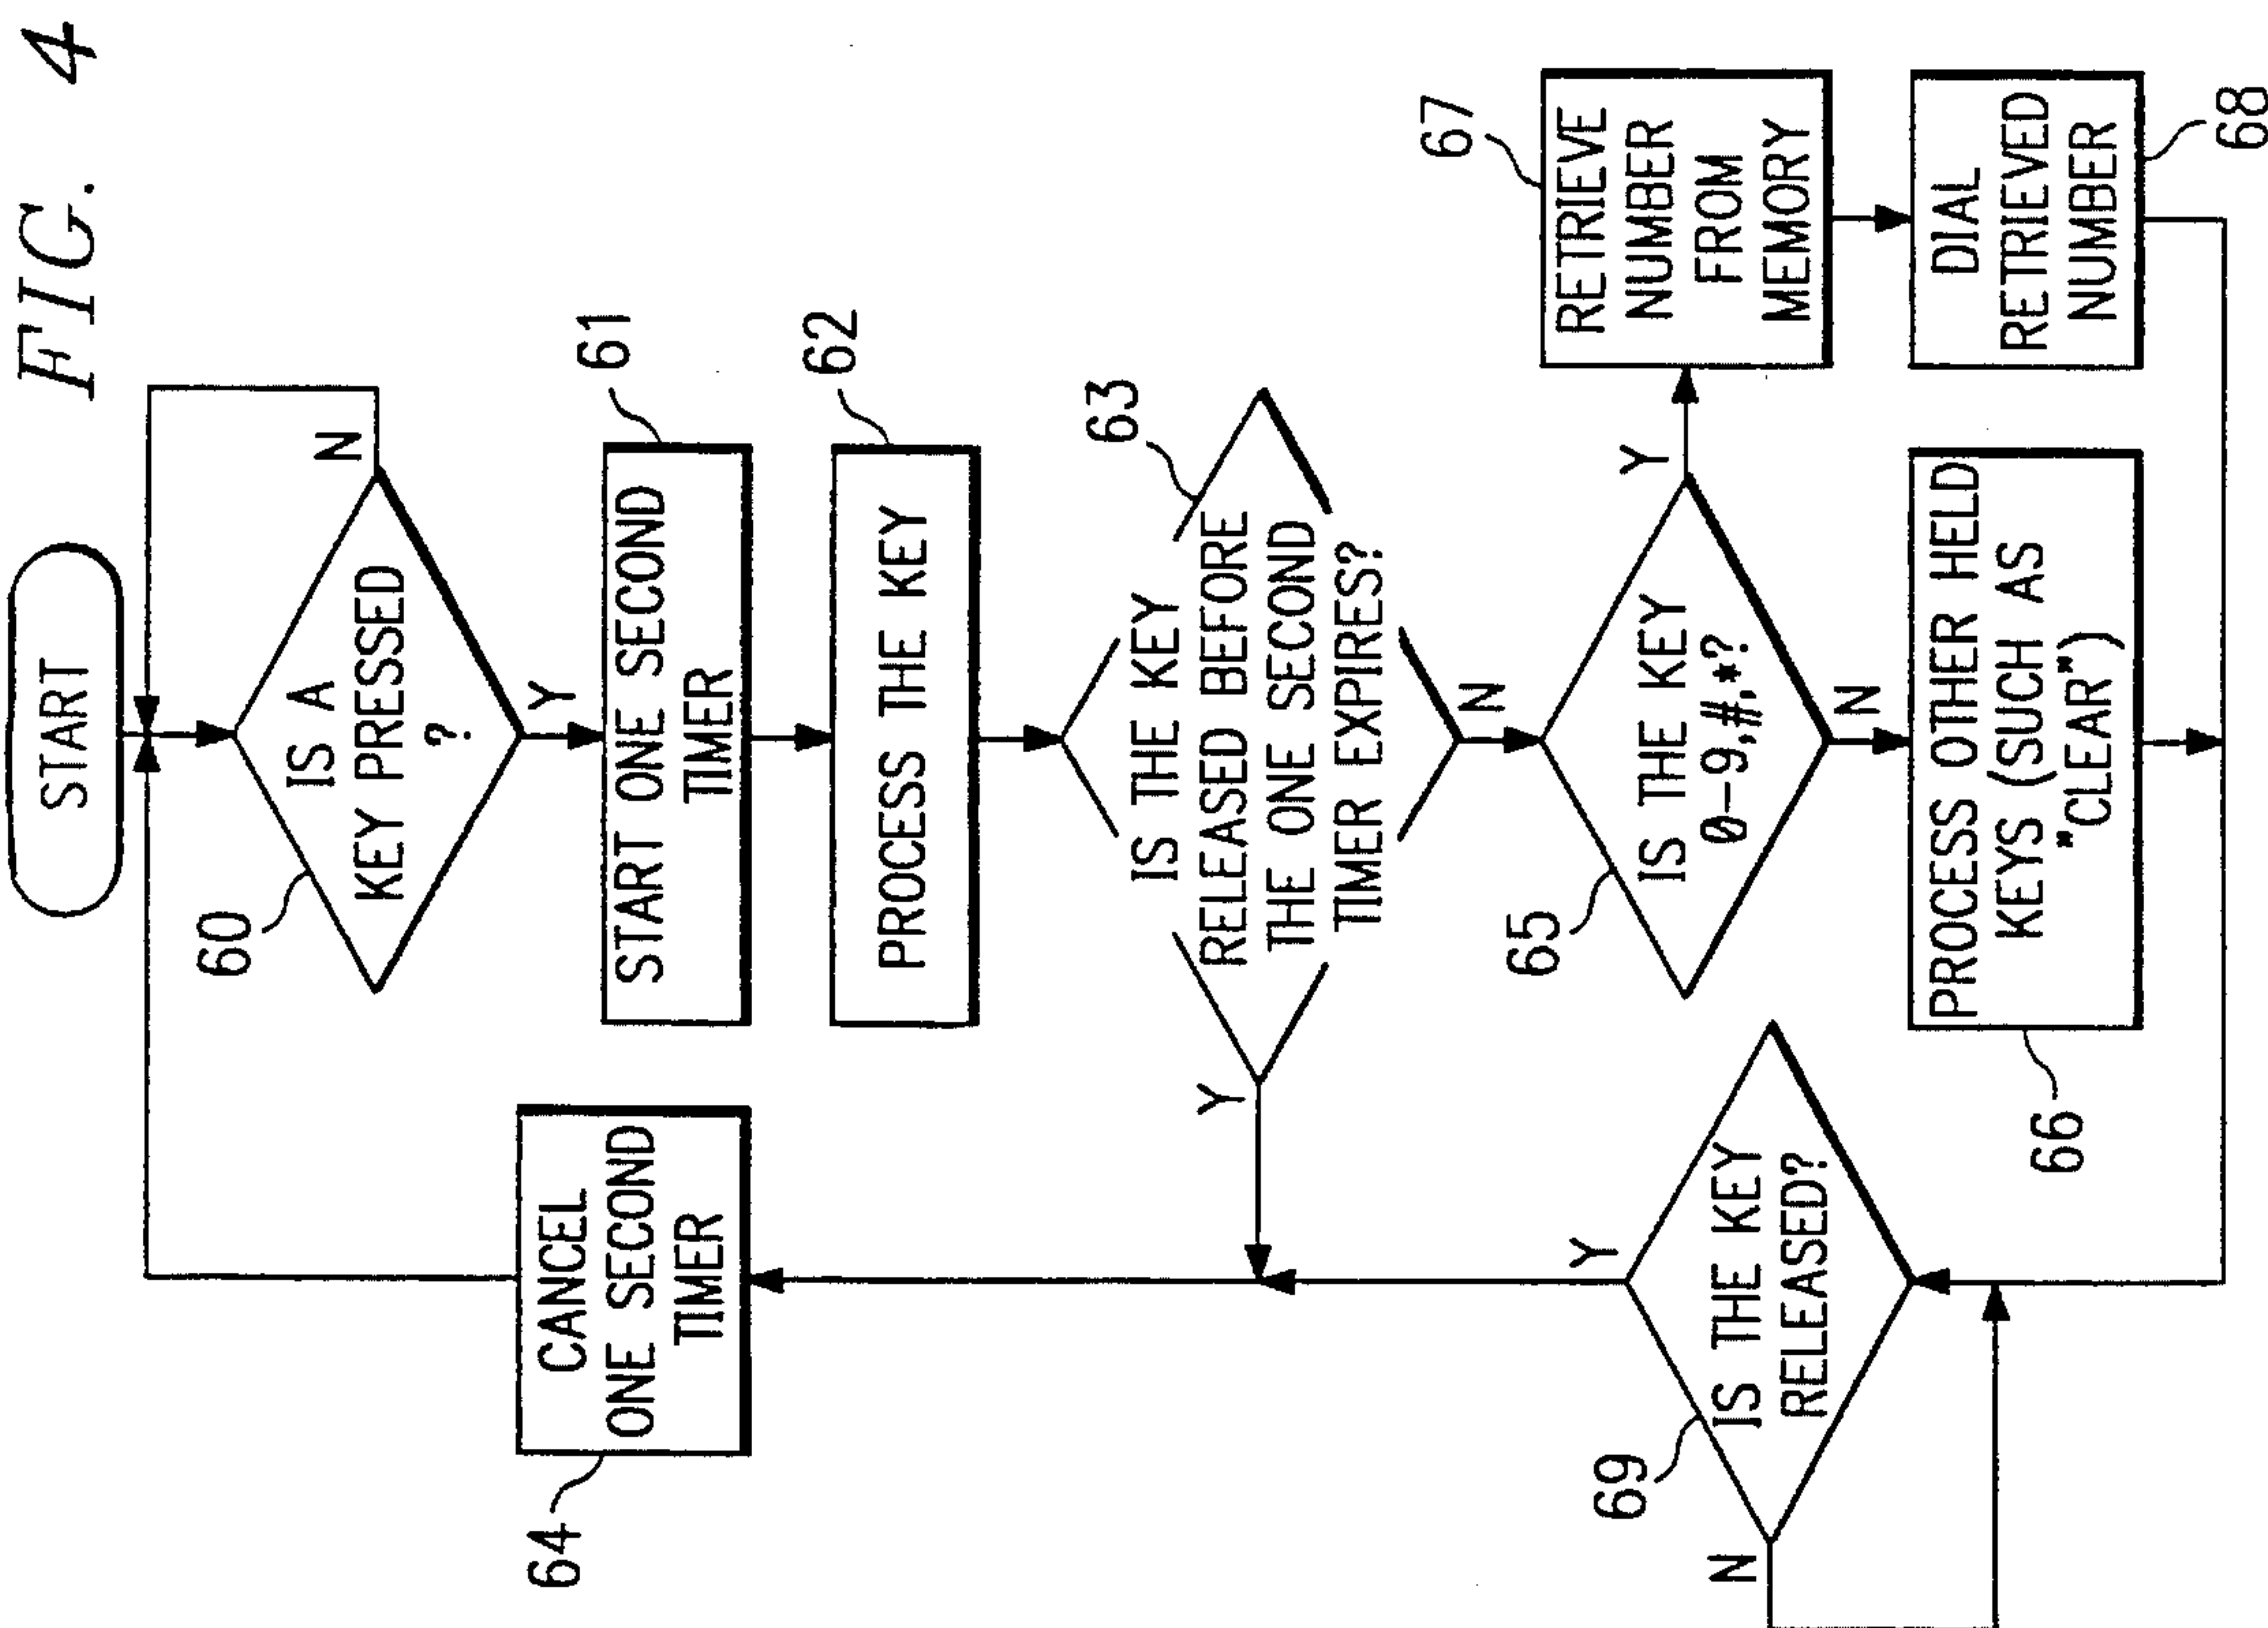 FIG. 4
START
60
IS A
KEY PRESSED
?
N
Y
61
START ONE SECOND
TIMER
62
PROCESS THE KEY
63
IS THE KEY
RELEASED BEFORE
THE ONE SECOND
TIMER EXPIRES?
Y
N
64
CANCEL
ONE SECOND
TIMER
65
IS THE KEY
0-9,#,*?
Y
N
67
RETRIEVE
NUMBER
FROM
MEMORY
DIAL
RETRIEVED
NUMBER
68
PROCESS OTHER HELD
KEYS (SUCH AS
"CLEAR")
66
69
IS THE KEY
RELEASED?
Y
N